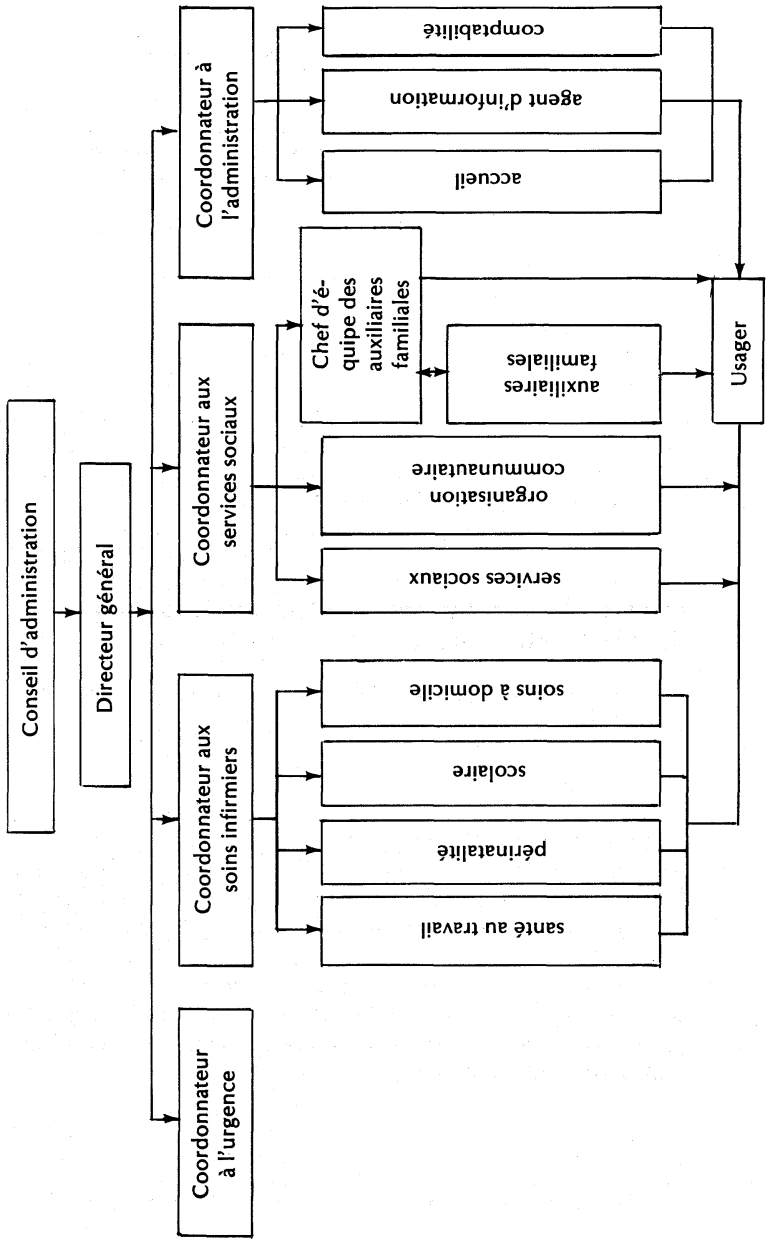 Conseil d'administration
Directeur général
Coordonnateur
à l'urgence
Coordonnateur aux
soins infirmiers
Coordonnateur aux
services sociaux
Coordonnateur à
l'administration
santé au travail
périnatalité
scolaire
soins à domicile
services sociaux
organisation
communautaire
Chef d'é-
quipe des
auxiliaires
familiales
auxiliaires
familiales
accueil
agent d'information
comptabilité
Usager